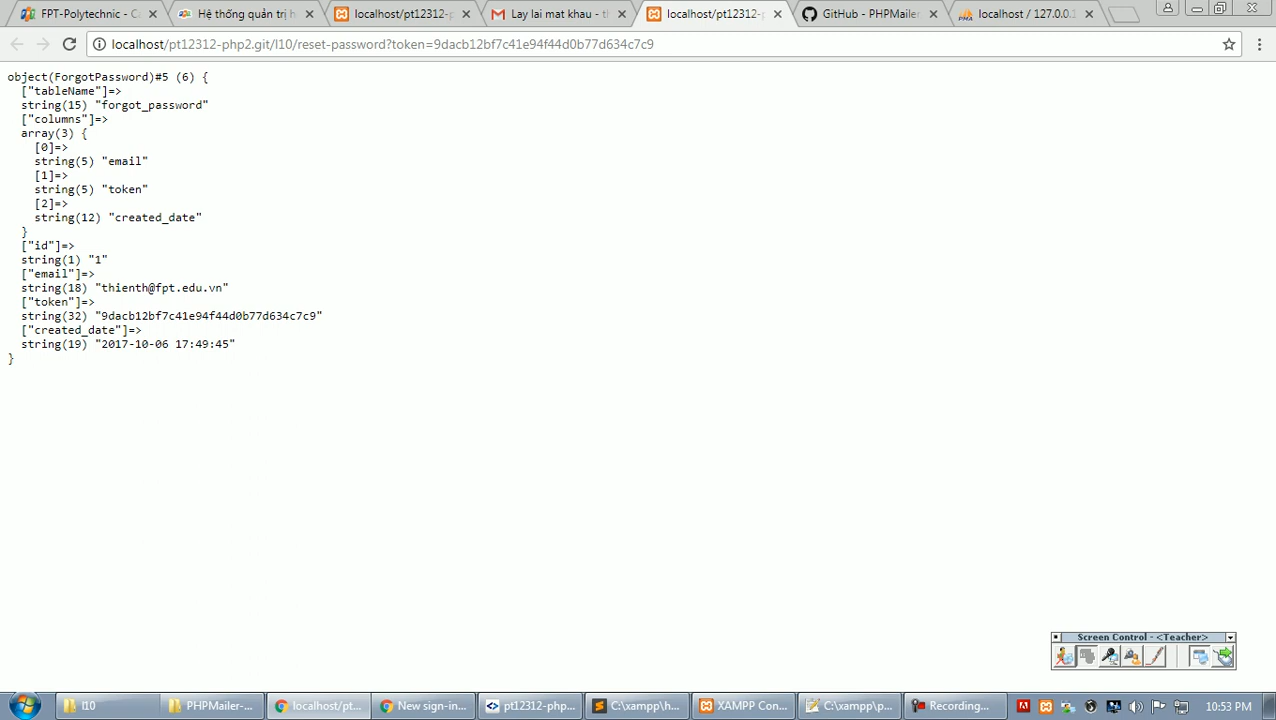 FPT-Polytechnic - C
Hệ thống quản trị h
localhost/pt12312-p
Lay lai mat khau - t
localhost/pt12312-p
GitHub - PHPMailer
localhost / 127.0.0.1
localhost/pt12312-php2.git/l10/reset-password?token=9dacb12bf7c41e94f44d0b77d634c7c9
object(ForgotPassword)#5 (6) {
["tableName"]=>
string(15) "forgot_password"
["columns"]=>
array(3) {
[0]=>
string(5) "email"
[1]=>
string(5) "token"
[2]=>
string(12) "created_date"
}
["id"]=>
string(1) "1"
["email"]=>
string(18) "thienth@fpt.edu.vn"
["token"]=>
string(32) "9dacb12bf7c41e94f44d0b77d634c7c9"
["created_date"]=>
string(19) "2017-10-06 17:49:45"
}
Screen Control - <Teacher>
l10
PHPMailer-...
localhost/pt...
New sign-in...
pt12312-php...
C:\xampp\h...
XAMPP Con...
C:\xampp\p...
Recording...
10:53 PM